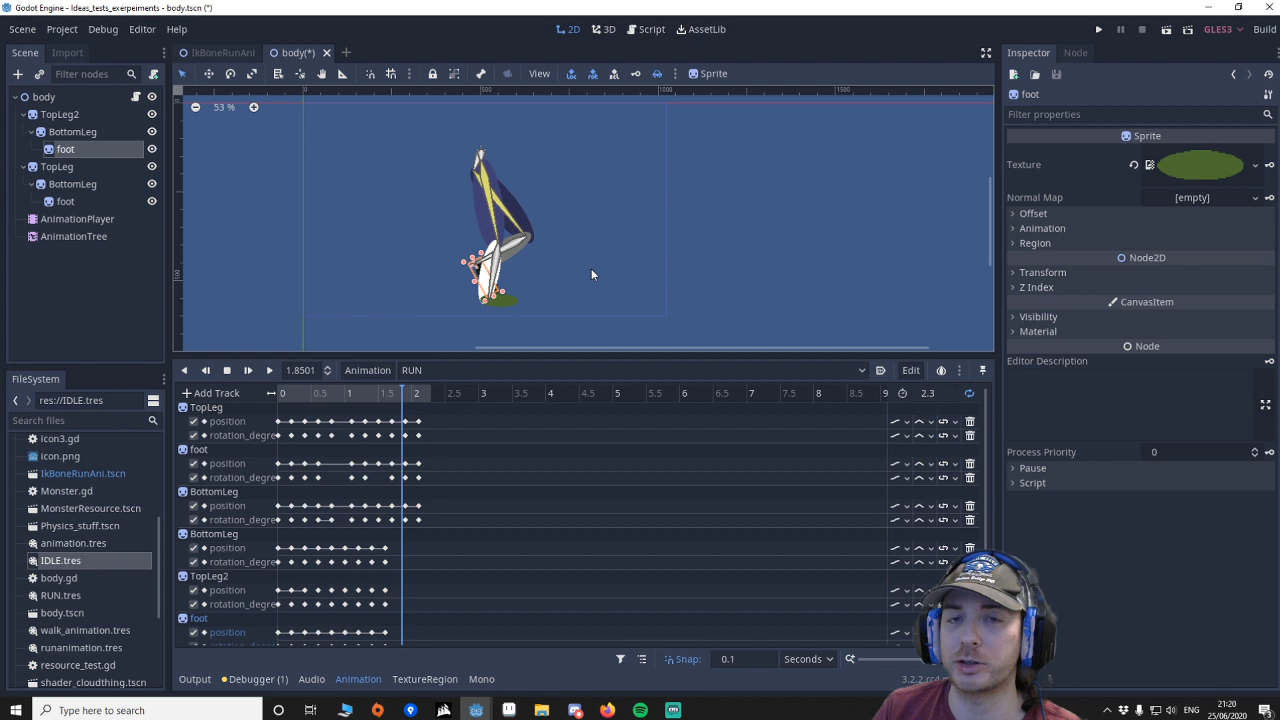 Godot Engine - Ideas_tests_exerpeiments - body.tscn (*)
Scene Project Debug Editor Help
2D 3D Script AssetLib
GLES3 Build
Scene Import
IkBoneRunAni body(*)
Inspector Node
Filter nodes
View
Sprite
body
TopLeg2
BottomLeg
foot
TopLeg
BottomLeg
foot
AnimationPlayer
AnimationTree
0 500 1000 1500
53 %
500
foot
Filter properties
Sprite
Texture
Normal Map [empty]
Offset
Animation
Region
Node2D
Transform
Z Index
CanvasItem
Visibility
Material
Node
Editor Description
Process Priority 0
Pause
Script
FileSystem
res://IDLE.tres
Search files
icon3.gd
icon.png
IkBoneRunAni.tscn
Monster.gd
MonsterResource.tscn
Physics_stuff.tscn
animation.tres
IDLE.tres
body.gd
RUN.tres
body.tscn
walk_animation.tres
runanimation.tres
resource_test.gd
shader_cloudthing.tscn
1.8501 Animation RUN Edit
Add Track 0 0.5 1 1.5 2 2.5 3 3.5 4 4.5 5 5.5 6 6.5 7 7.5 8 8.5 9 2.3
TopLeg
position
rotation_degre
foot
position
rotation_degre
BottomLeg
position
rotation_degre
BottomLeg
position
rotation_degre
TopLeg2
position
rotation_degre
foot
position
Snap: 0.1 Seconds
Output Debugger (1) Audio Animation TextureRegion Mono
Type here to search
ENG
21:20
25/06/2020